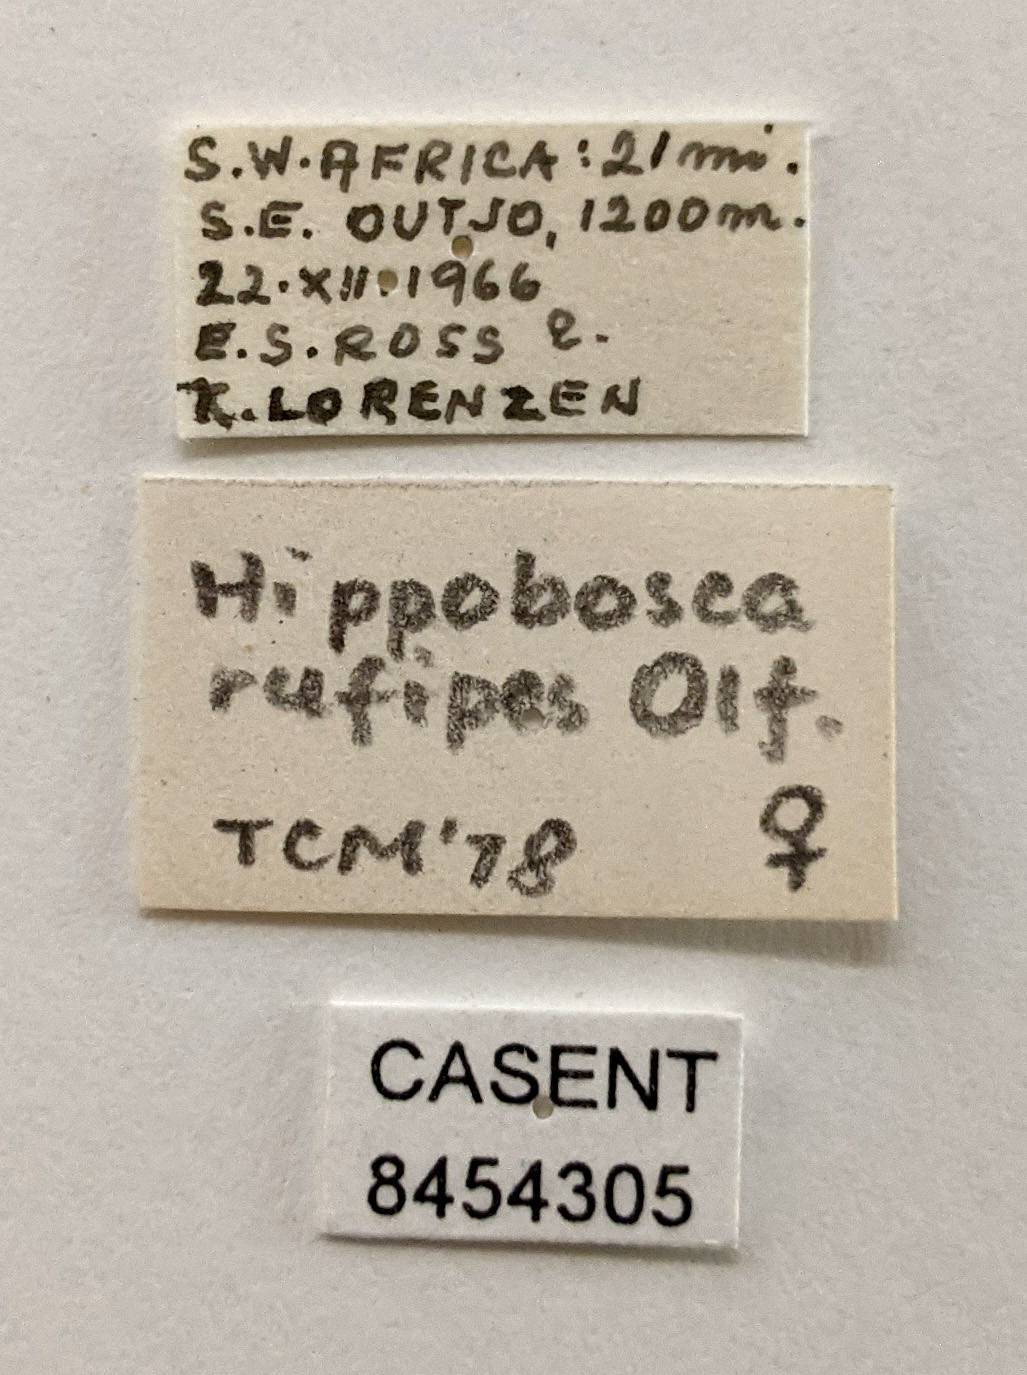 S.W.AFRICA: 21 mi.
S.E. OUTJO, 1200m.
22.XII.1966
E.S.ROSS &.
K.LORENZEN
Hippobosca
rufipes Olf.
TCM'78 ♀
CASENT
8454305